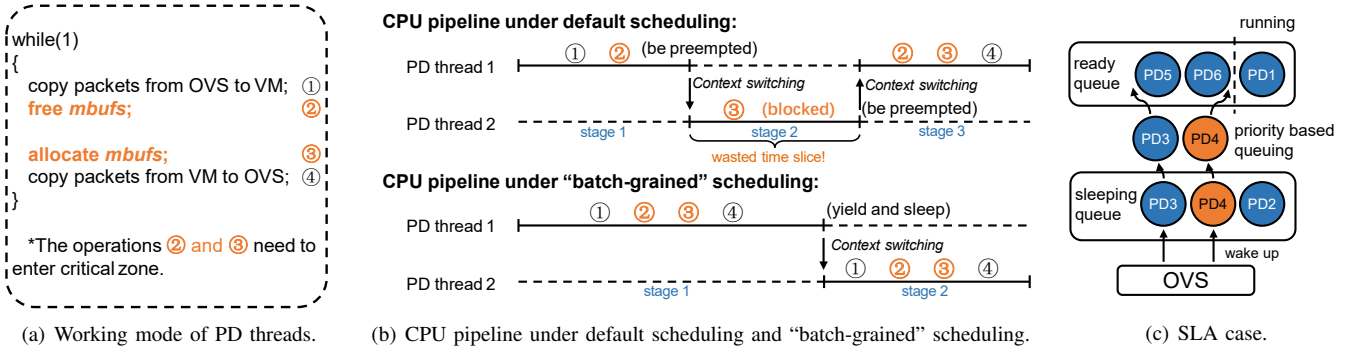 while(1)
{
copy packets from OVS to VM; ①
free mbufs; ②
allocate mbufs; ③
copy packets from VM to OVS; ④
}
*The operations ② and ③ need to
enter critical zone.
(a) Working mode of PD threads.
CPU pipeline under default scheduling:
① ② (be preempted) ② ③ ④
PD thread 1
Context switching Context switching
③ (blocked) (be preempted)
PD thread 2
stage 1 stage 2 stage 3
wasted time slice!
CPU pipeline under “batch-grained” scheduling:
① ② ③ ④ (yield and sleep)
PD thread 1
Context switching
① ② ③ ④
PD thread 2
stage 1 stage 2
(b) CPU pipeline under default scheduling and “batch-grained” scheduling.
running
ready
queue
PD5 PD6 PD1
PD3 PD4
priority based
queuing
sleeping
queue
PD3 PD4 PD2
wake up
OVS
(c) SLA case.